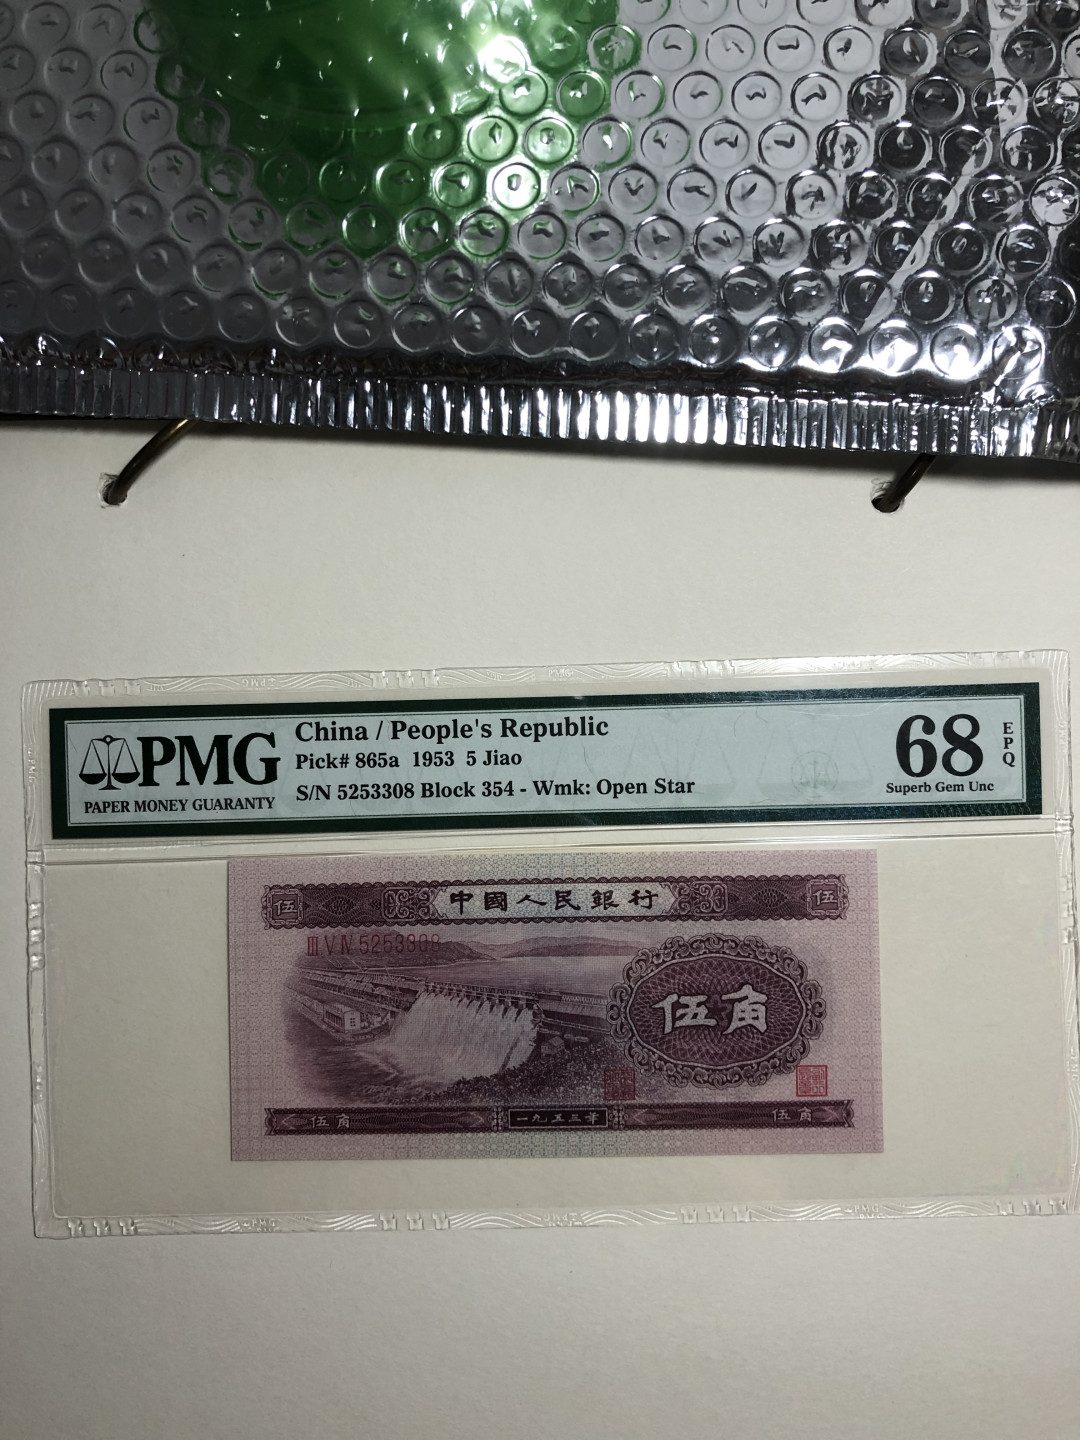 PMG
PAPER MONEY GUARANTY
China / People's Republic
Pick# 865a 1953 5 Jiao
S/N 5253308 Block 354 - Wmk: Open Star
68
EPQ
Superb Gem Unc
中國人民銀行
伍
伍
III V IV 5253308
伍角
伍角
一九五三年
伍角